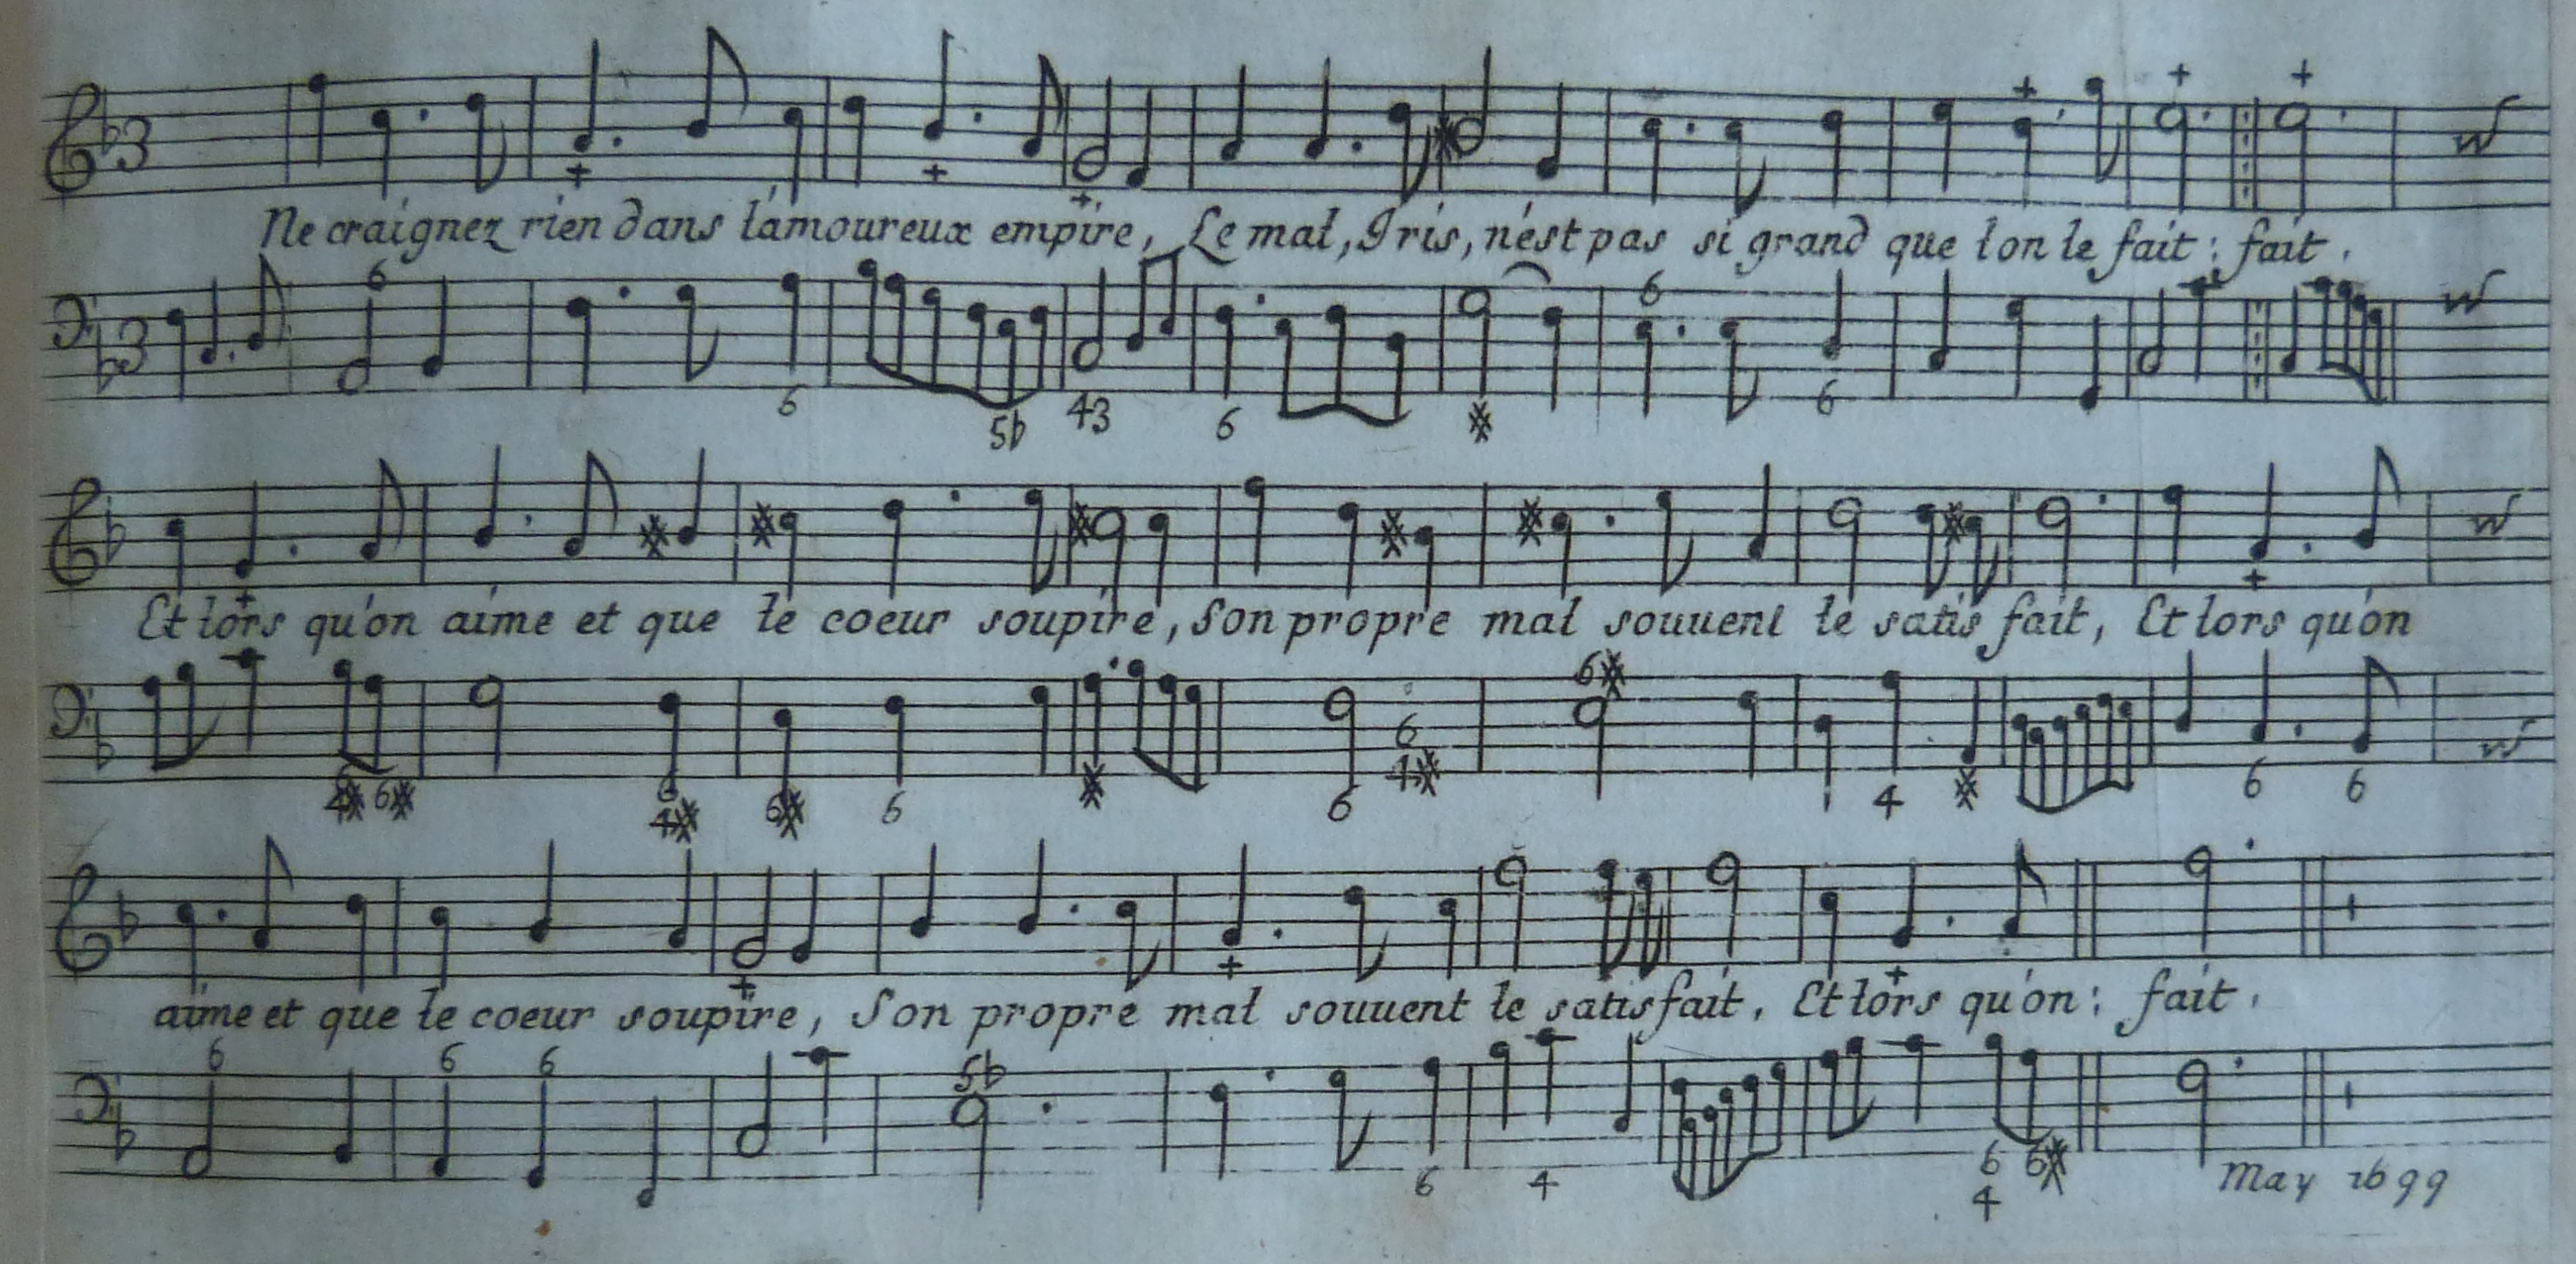 Ne craignez rien dans l'amoureux empire, Le mal, Iris, n'est pas si grand que l'on le fait : fait.
Et lors qu'on aime et que le coeur soupire, Son propre mal souuent le satisfait, Et lors qu'on
aime et que le coeur soupire, Son propre mal souuent le satisfait. Et lors qu'on : fait.
May 1699